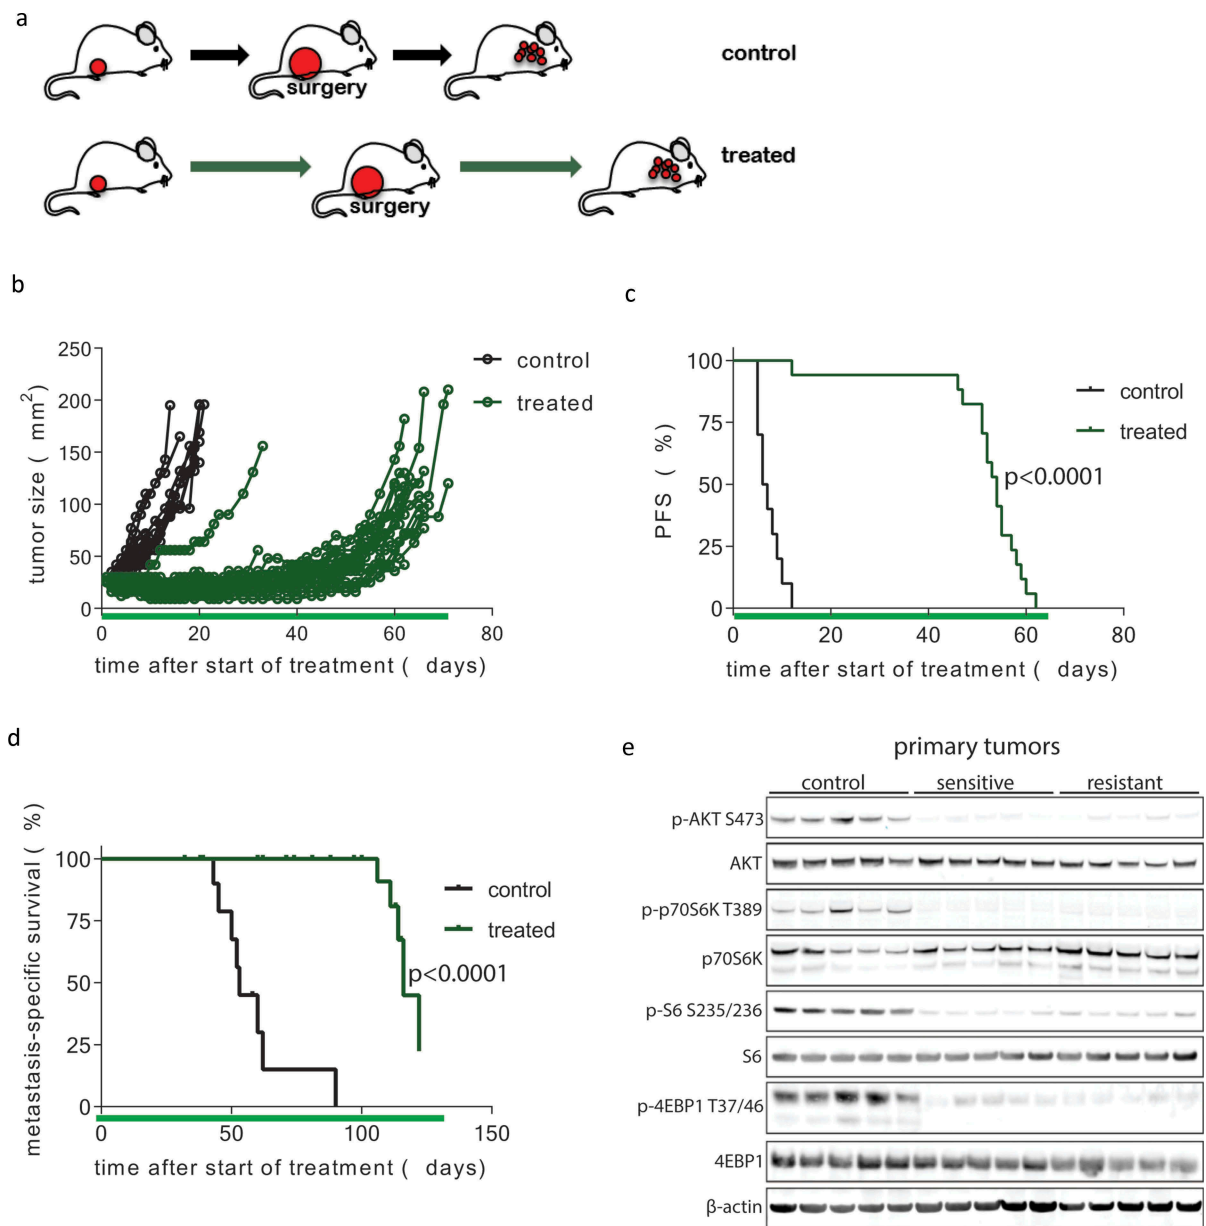 a
control
surgery
treated
surgery
b
250
200
150
100
50
0
0 20 40 60 80
tumor size ( mm2)
time after start of treatment ( days)
control
treated
c
100
75
50
25
0
0 20 40 60 80
PFS ( %)
time after start of treatment ( days)
control
treated
p<0.0001
d
100
75
50
25
0
0 50 100 150
metastasis-specific survival ( %)
time after start of treatment ( days)
control
treated
p<0.0001
e
primary tumors
control sensitive resistant
p-AKT S473
AKT
p-p70S6K T389
p70S6K
p-S6 S235/236
S6
p-4EBP1 T37/46
4EBP1
β-actin